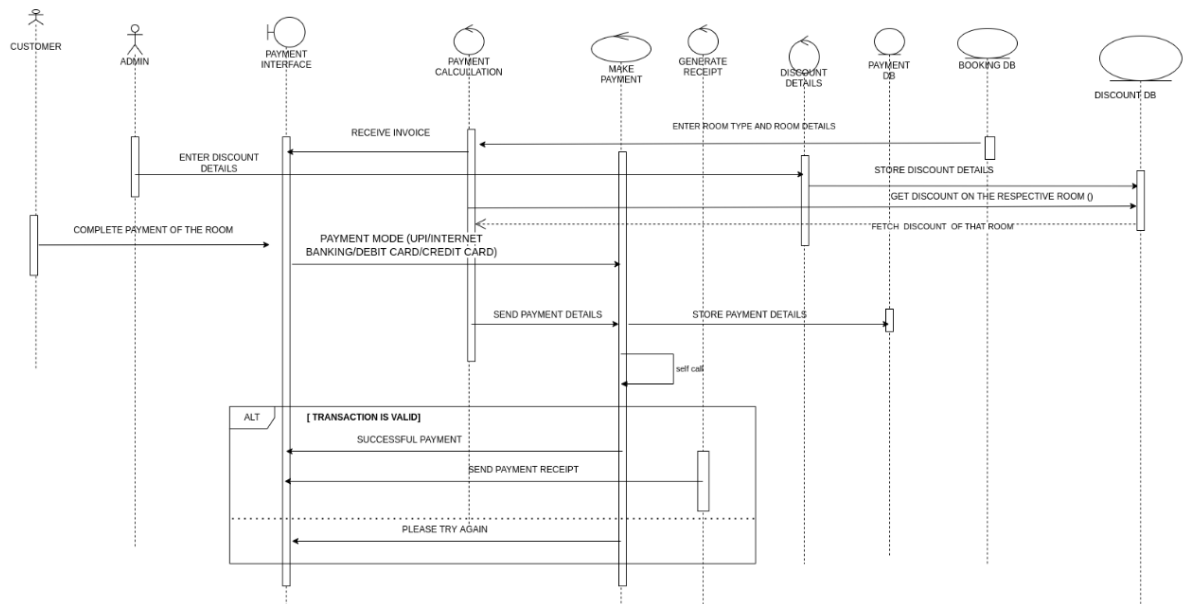 CUSTOMER
ADMIN
PAYMENT
INTERFACE
PAYMENT
CALCULATION
MAKE
PAYMENT
GENERATE
RECEIPT
DISCOUNT
DETAILS
PAYMENT
DB
BOOKING DB
DISCOUNT DB
RECEIVE INVOICE
ENTER ROOM TYPE AND ROOM DETAILS
ENTER DISCOUNT
DETAILS
STORE DISCOUNT DETAILS
GET DISCOUNT ON THE RESPECTIVE ROOM ()
FETCH DISCOUNT OF THAT ROOM
COMPLETE PAYMENT OF THE ROOM
PAYMENT MODE (UPI/INTERNET
BANKING/DEBIT CARD/CREDIT CARD)
SEND PAYMENT DETAILS
STORE PAYMENT DETAILS
self call
ALT
[ TRANSACTION IS VALID]
SUCCESSFUL PAYMENT
SEND PAYMENT RECEIPT
PLEASE TRY AGAIN